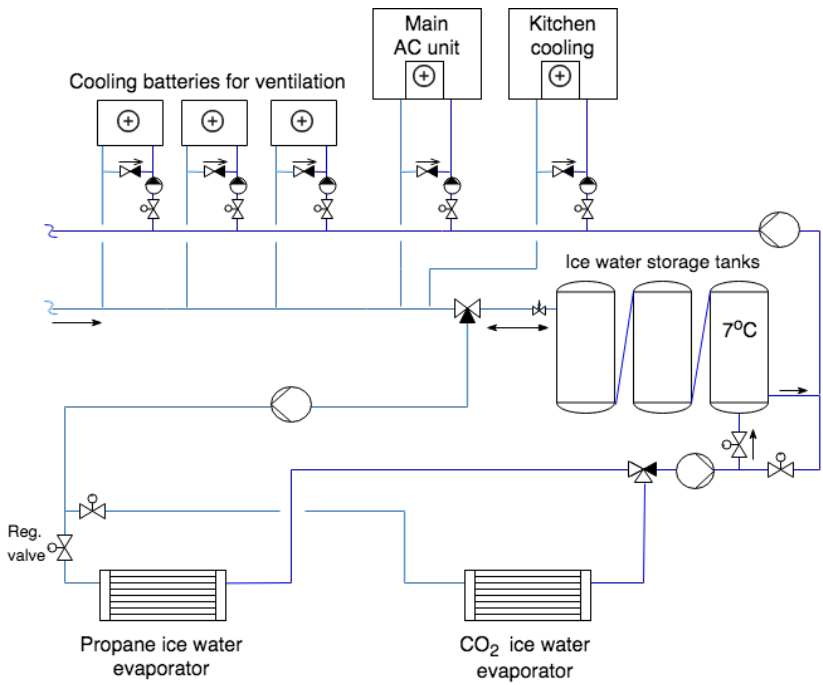 Main
AC unit
Kitchen
cooling
Cooling batteries for ventilation
Ice water storage tanks
7⁰C
Reg.
valve
Propane ice water
evaporator
CO₂ ice water
evaporator